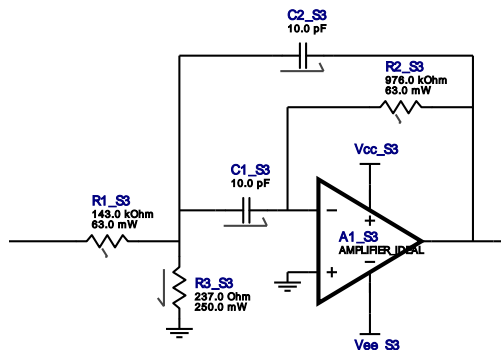 C2_S3
10.0 pF
R2_S3
976.0 kOhm
63.0 mW
Vcc_S3
C1_S3
10.0 pF
R1_S3
143.0 kOhm
63.0 mW
A1_S3
AMPLIFIER_IDEAL
R3_S3
237.0 Ohm
250.0 mW
Vee_S3